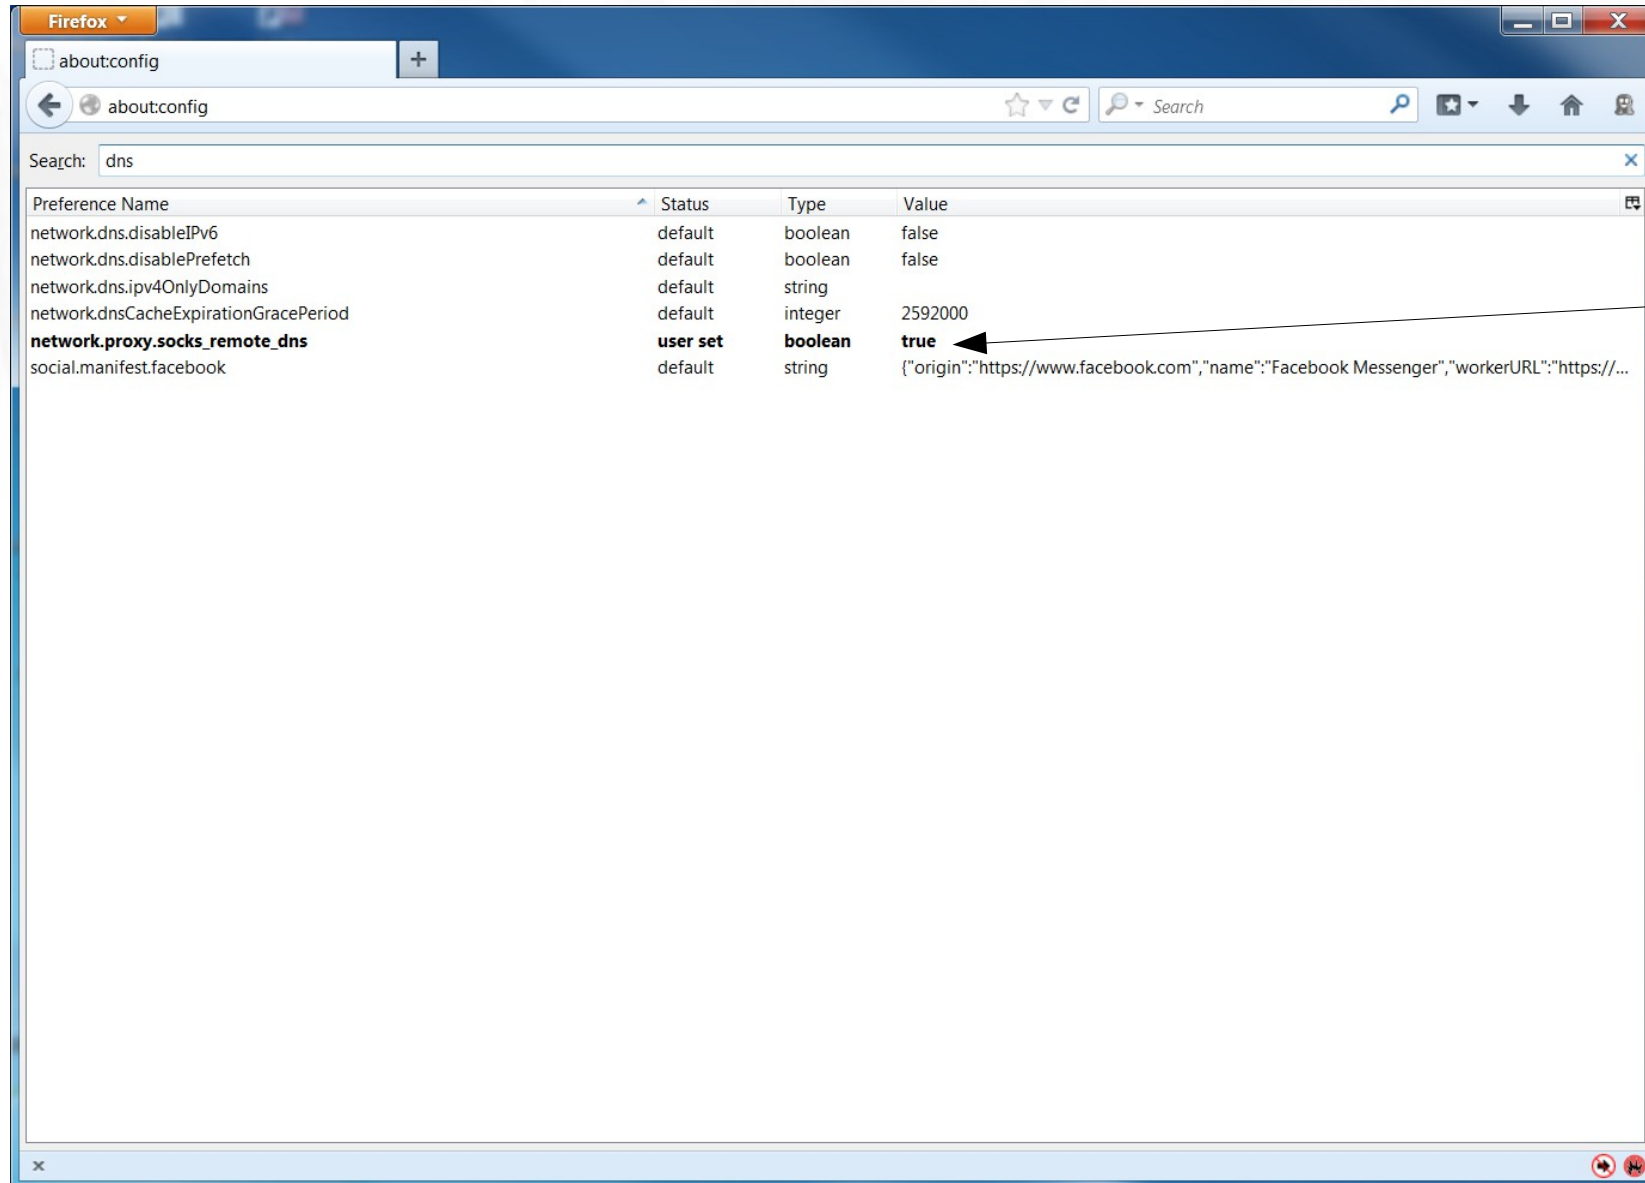 Firefox
about:config
about:config Search
Search: dns
Preference Name Status Type Value
network.dns.disableIPv6 default boolean false
network.dns.disablePrefetch default boolean false
network.dns.ipv4OnlyDomains default string
network.dnsCacheExpirationGracePeriod default integer 2592000
network.proxy.socks_remote_dns user set boolean true
social.manifest.facebook default string {"origin":"https://www.facebook.com","name":"Facebook Messenger","workerURL":"https://...